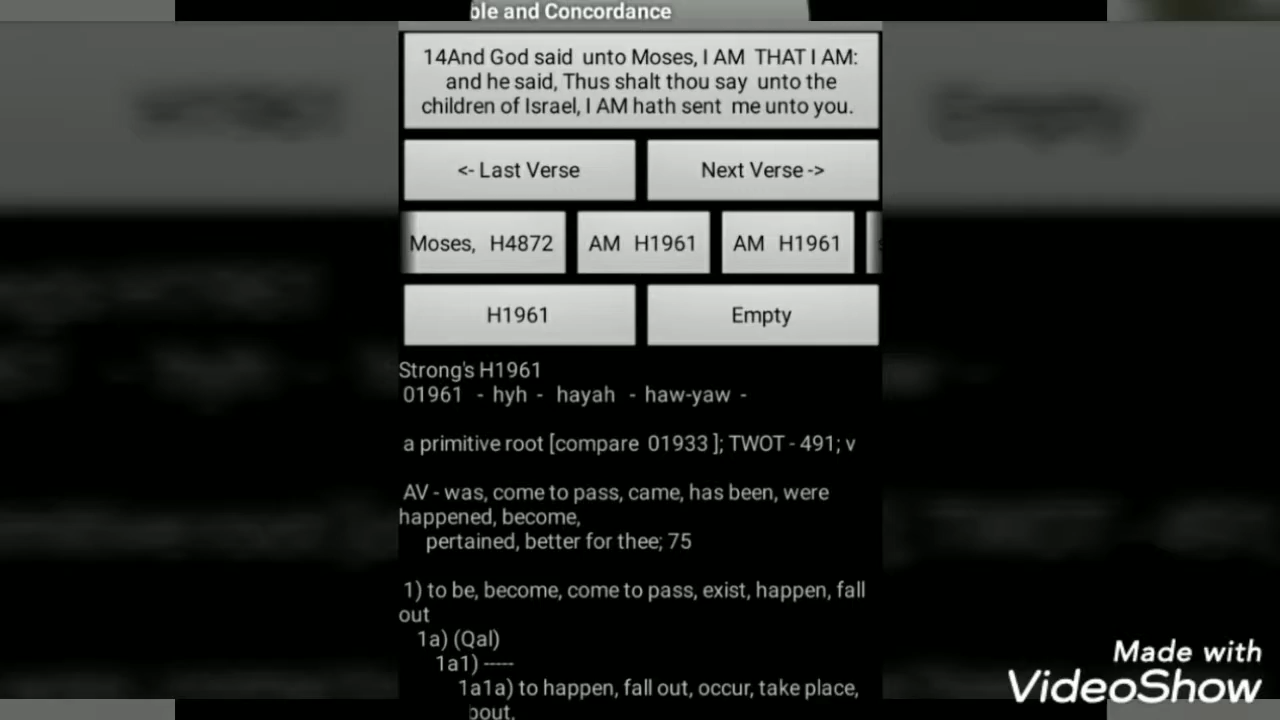 ble and Concordance
14And God said unto Moses, I AM THAT I AM:
and he said, Thus shalt thou say unto the
children of Israel, I AM hath sent me unto you.
<- Last Verse Next Verse ->
Moses, H4872 AM H1961 AM H1961
H1961 Empty
Strong's H1961
01961 - hyh - hayah - haw-yaw -
a primitive root [compare 01933 ]; TWOT - 491; v
AV - was, come to pass, came, has been, were
happened, become,
pertained, better for thee; 75
1) to be, become, come to pass, exist, happen, fall
out
1a) (Qal)
1a1) -----
1a1a) to happen, fall out, occur, take place,
bout,
Made with
VideoShow